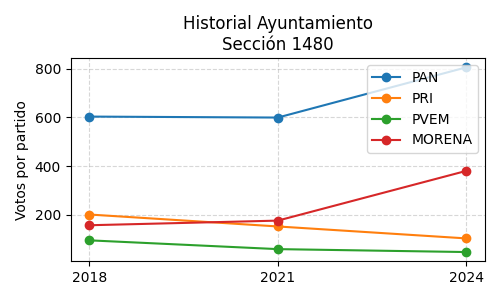 Historial Ayuntamiento
Sección 1480
Votos por partido
800
600
400
200
2018
2021
2024
PAN
PRI
PVEM
MORENA